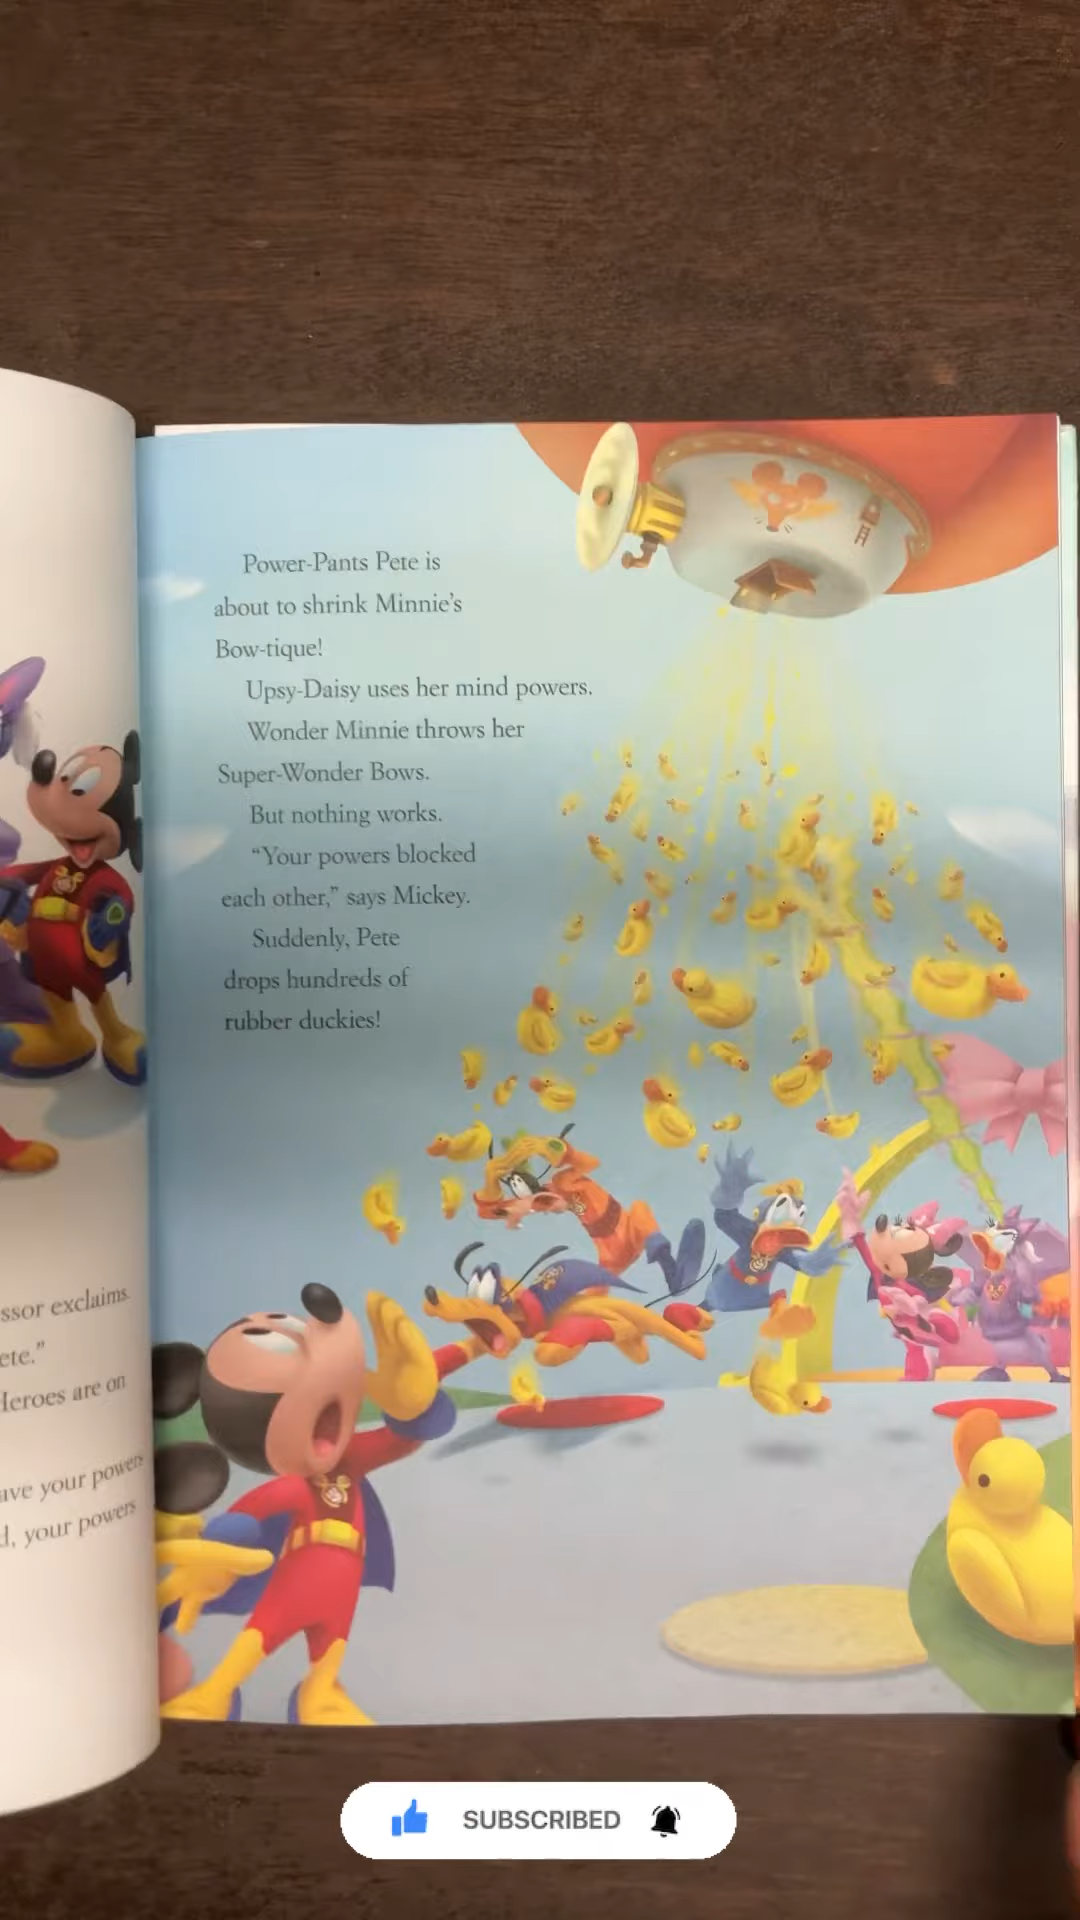 ssor exclaims.
ete."
Heroes are on
ave your powers
d, your powers
Power-Pants Pete is
about to shrink Minnie's
Bow-tique!
Upsy-Daisy uses her mind powers.
Wonder Minnie throws her
Super-Wonder Bows.
But nothing works.
"Your powers blocked
each other," says Mickey.
Suddenly, Pete
drops hundreds of
rubber duckies!
SUBSCRIBED